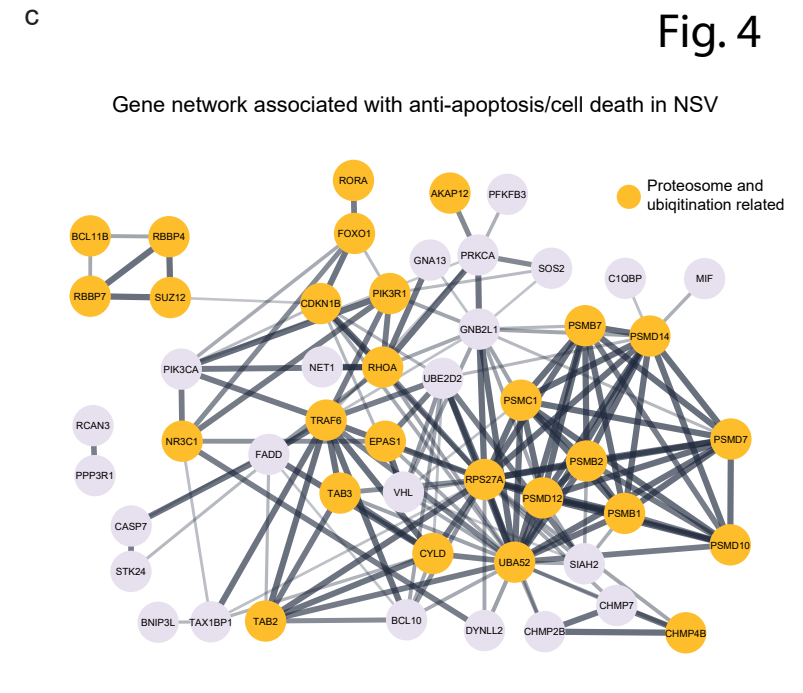 c
Fig. 4
Gene network associated with anti-apoptosis/cell death in NSV
RORA
AKAP12
PFKFB3
Proteosome and
ubiqitination related
BCL11B
RBBP4
FOXO1
GNA13
PRKCA
SOS2
C1QBP
MIF
RBBP7
SUZ12
CDKN1B
PIK3R1
GNB2L1
PSMB7
PSMD14
PIK3CA
NET1
RHOA
UBE2D2
PSMC1
RCAN3
NR3C1
TRAF6
EPAS1
PSMD7
FADD
PSMB2
PPP3R1
TAB3
VHL
RPS27A
PSMD12
PSMB1
CASP7
PSMD10
STK24
CYLD
UBA52
SIAH2
BNIP3L
TAX1BP1
TAB2
BCL10
DYNLL2
CHMP7
CHMP2B
CHMP4B